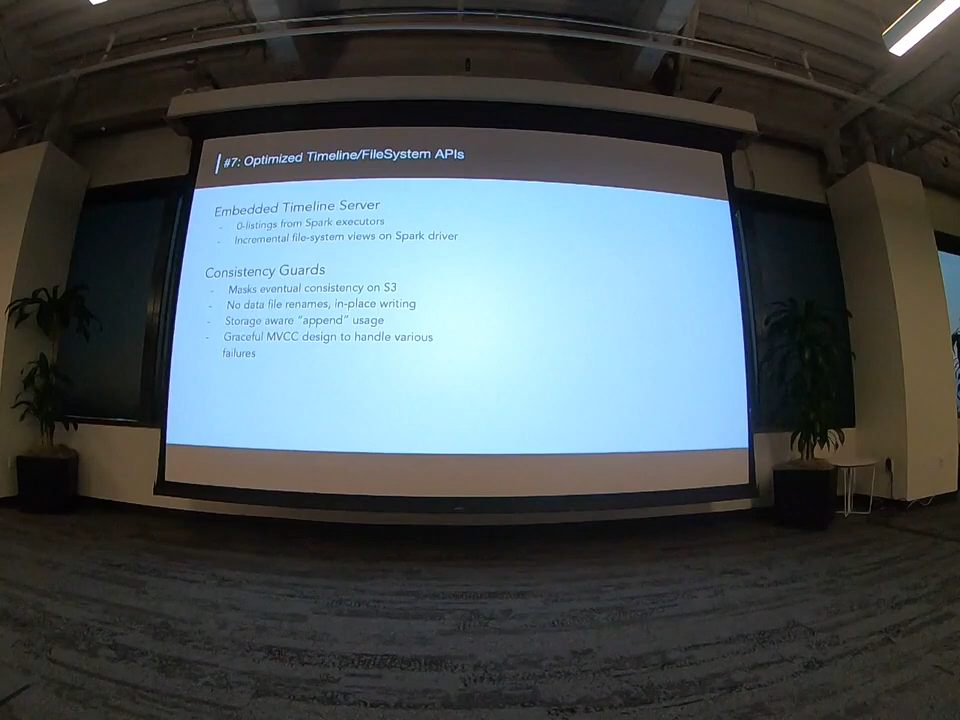 #7: Optimized Timeline/FileSystem APIs
Embedded Timeline Server
- 0-listings from Spark executors
- Incremental file-system views on Spark driver
Consistency Guards
- Masks eventual consistency on S3
- No data file renames, in-place writing
- Storage aware “append” usage
- Graceful MVCC design to handle various
failures